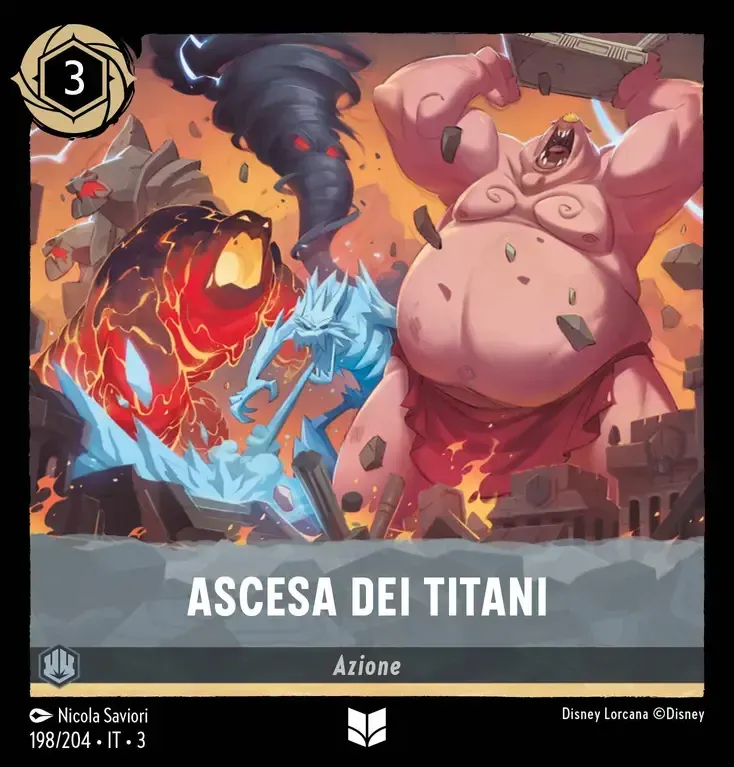 3
ASCESA DEI TITANI
Azione
Nicola Saviori
Disney Lorcana ©Disney
198/204 • IT • 3